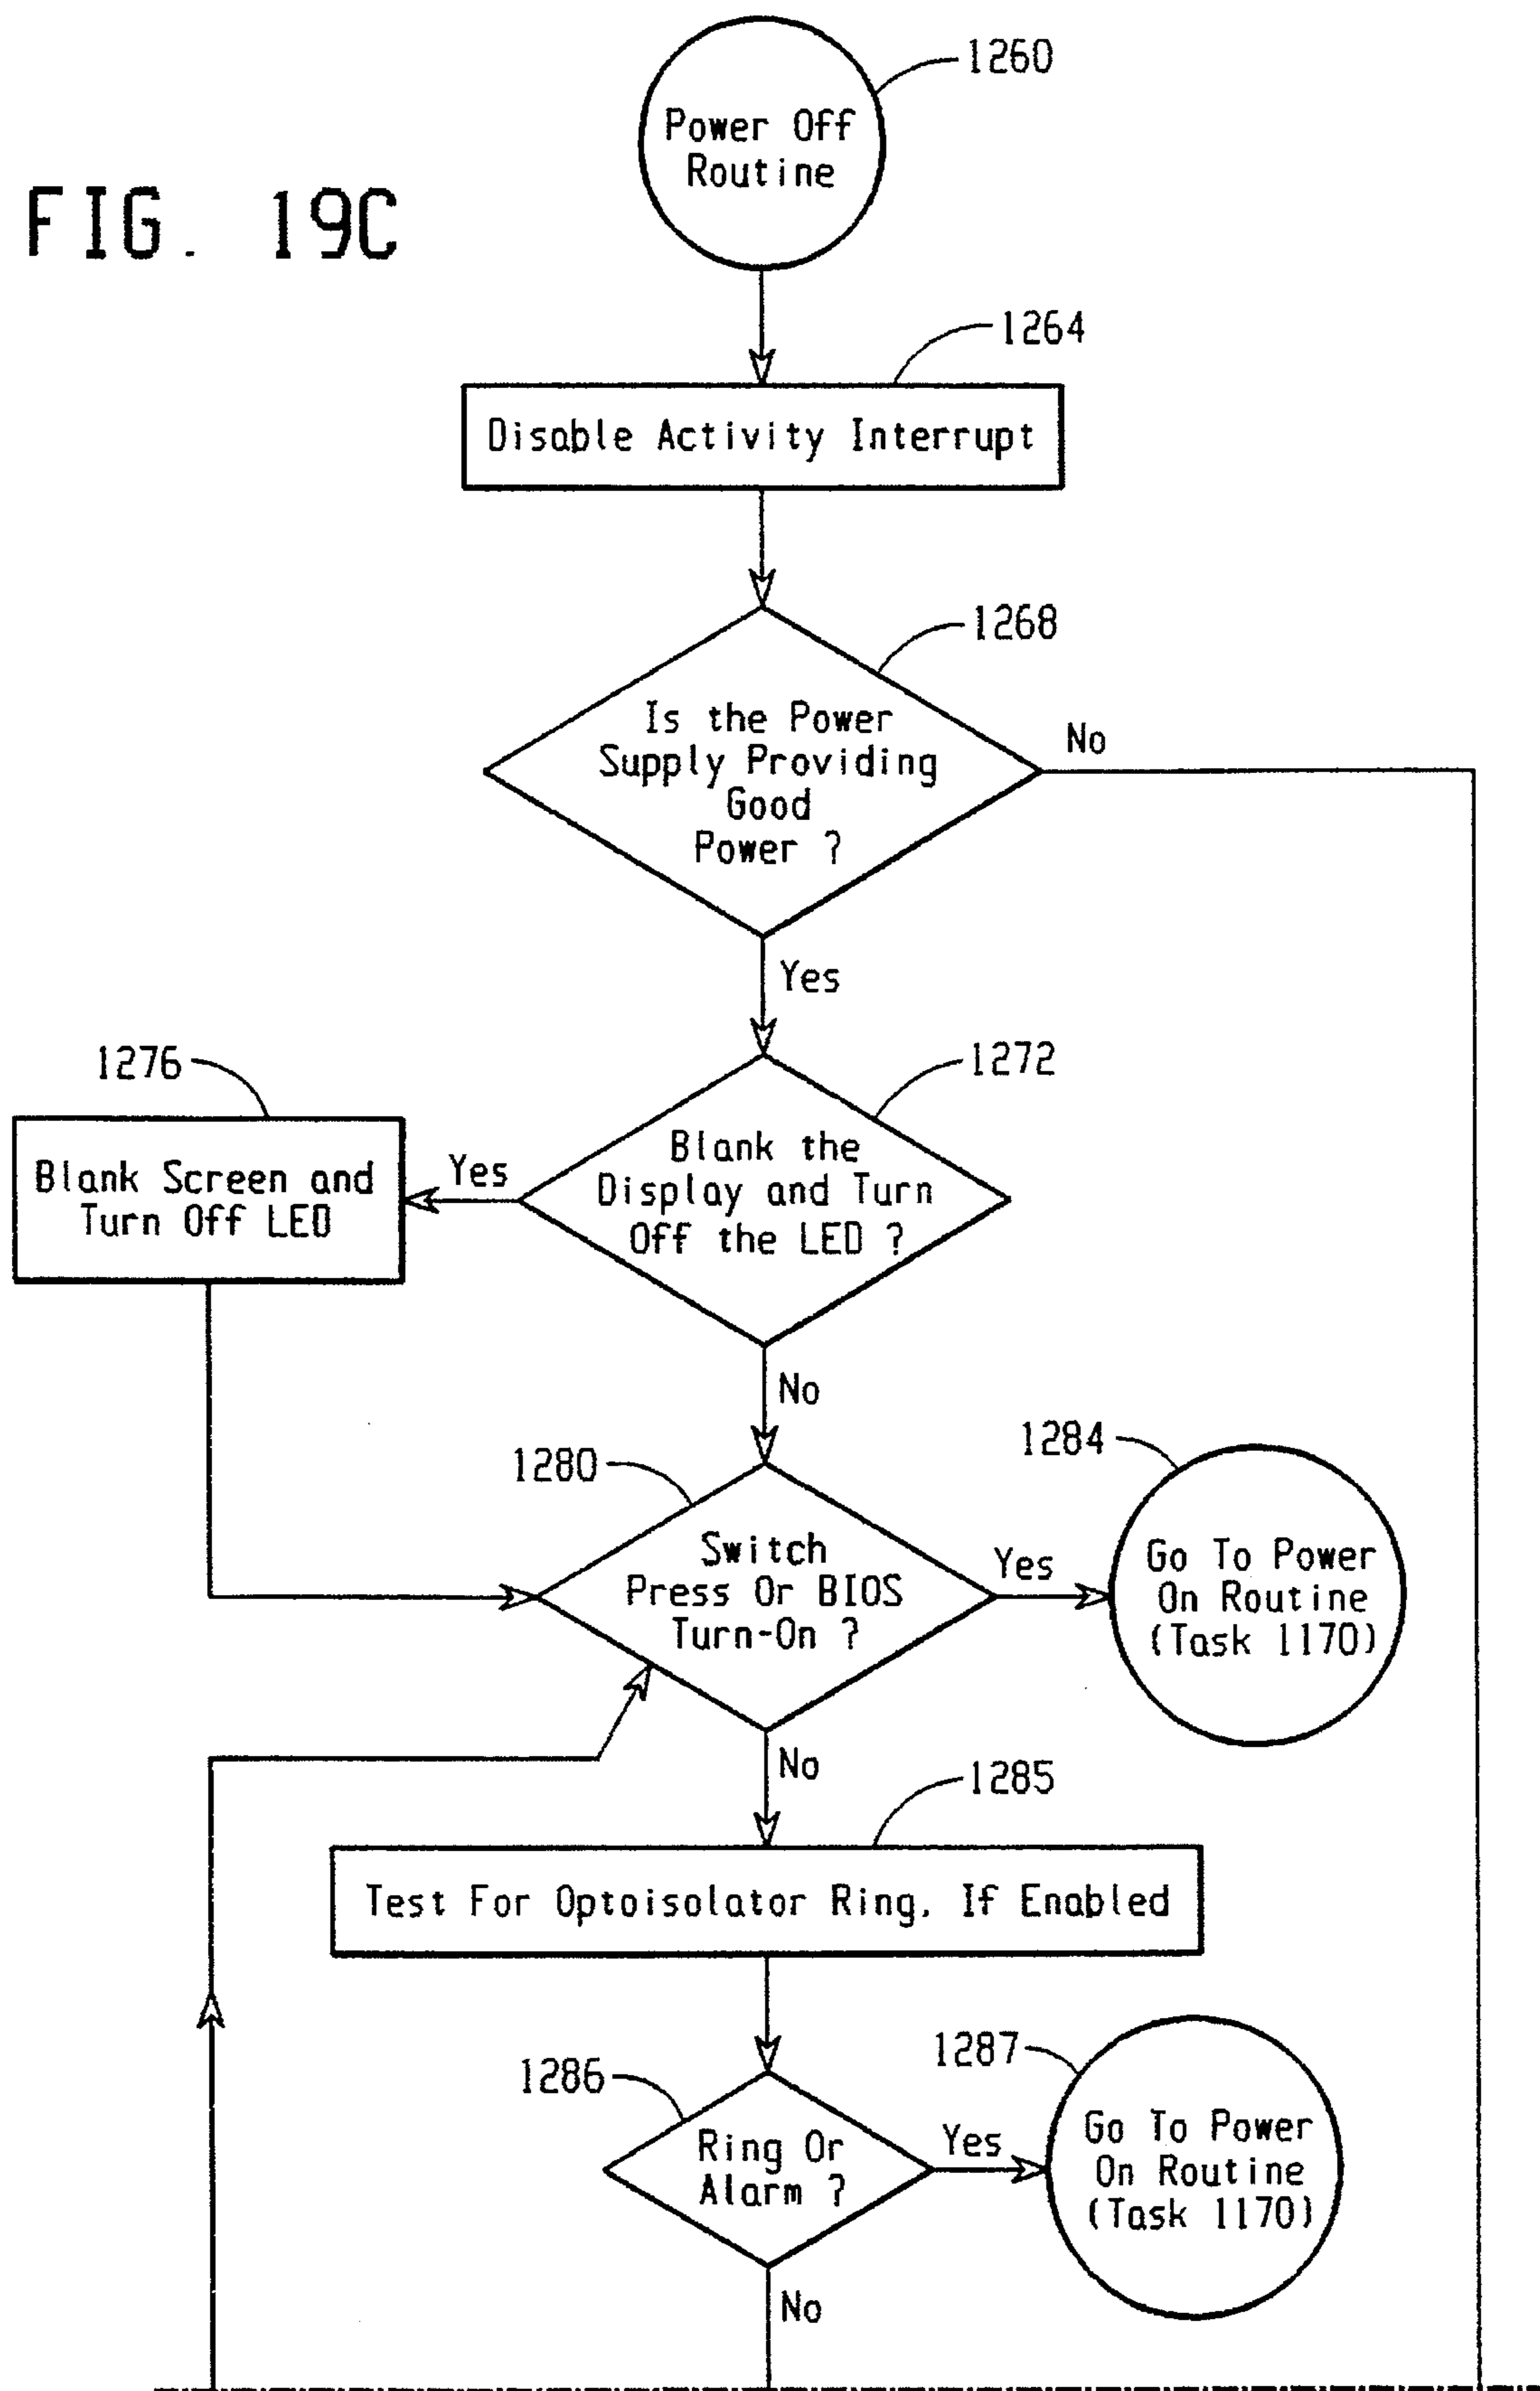 1260
Power Off
Routine
FIG. 19C
1264
Disable Activity Interrupt
1268
Is the Power
Supply Providing
Good
Power ?
No
Yes
1276
1272
Blank Screen and
Turn Off LED
Yes
Blank the
Display and Turn
Off the LED ?
No
1280
1284
Switch
Press Or BIOS
Turn-On ?
Yes
Go To Power
On Routine
(Task 1170)
No
1285
Test For Optoisolator Ring, If Enabled
1286
1287
Ring Or
Alarm ?
Yes
Go To Power
On Routine
(Task 1170)
No